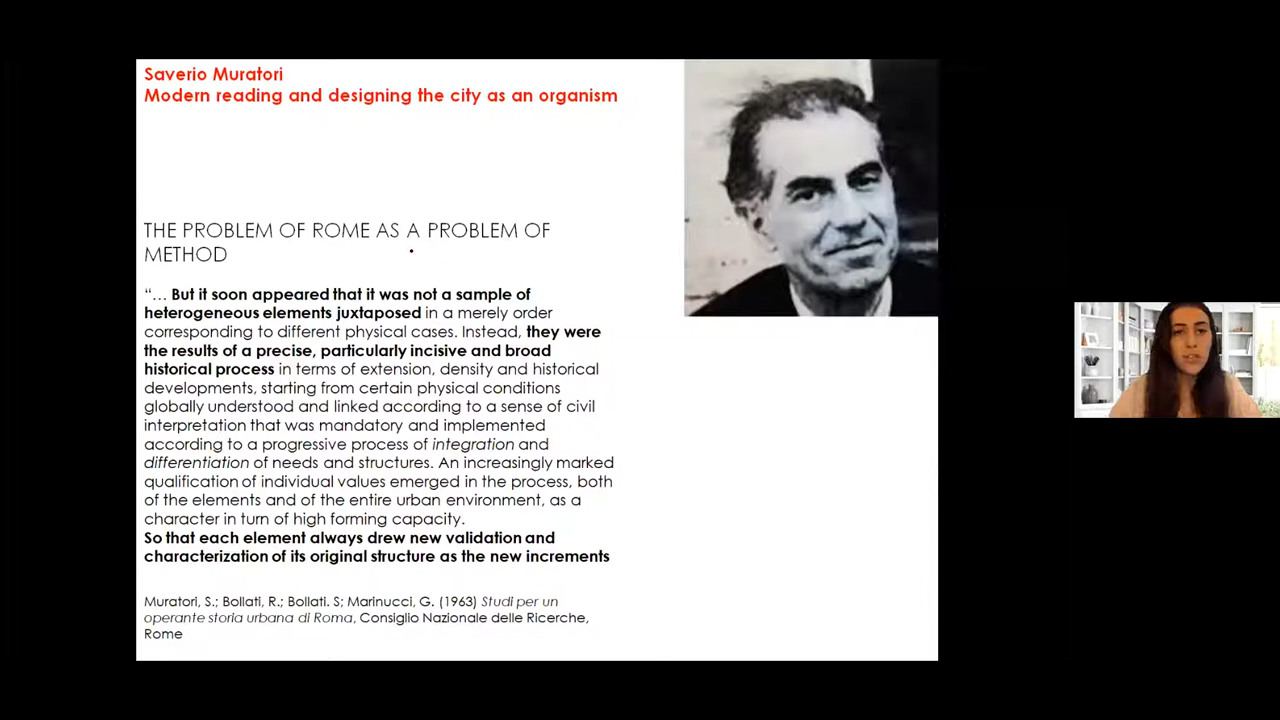 Saverio Muratori
Modern reading and designing the city as an organism
THE PROBLEM OF ROME AS A PROBLEM OF
METHOD
“… But it soon appeared that it was not a sample of
heterogeneous elements juxtaposed in a merely order
corresponding to different physical cases. Instead, they were
the results of a precise, particularly incisive and broad
historical process in terms of extension, density and historical
developments, starting from certain physical conditions
globally understood and linked according to a sense of civil
interpretation that was mandatory and implemented
according to a progressive process of integration and
differentiation of needs and structures. An increasingly marked
qualification of individual values emerged in the process, both
of the elements and of the entire urban environment, as a
character in turn of high forming capacity.
So that each element always drew new validation and
characterization of its original structure as the new increments
Muratori, S.; Bollati, R.; Bollati. S; Marinucci, G. (1963) Studi per un
operante storia urbana di Roma, Consiglio Nazionale delle Ricerche,
Rome